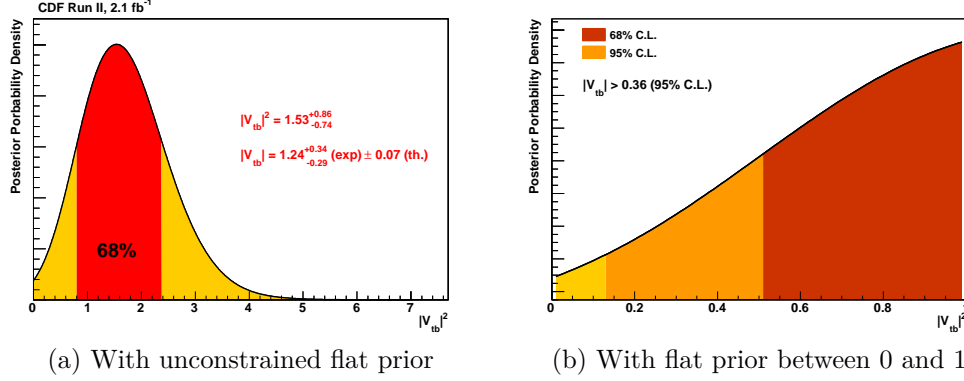 CDF Run II, 2.1 fb⁻¹
Posterior Porbability Density
|V_tb|² = 1.53 +0.86 -0.74
|V_tb| = 1.24 +0.34 -0.29 (exp) ± 0.07 (th.)
68%
0 1 2 3 4 5 6 7
|V_tb|²
(a) With unconstrained flat prior
Posterior Porbability Density
68% C.L.
95% C.L.
|V_tb| > 0.36 (95% C.L.)
0 0.2 0.4 0.6 0.8
|V_tb|²
(b) With flat prior between 0 and 1